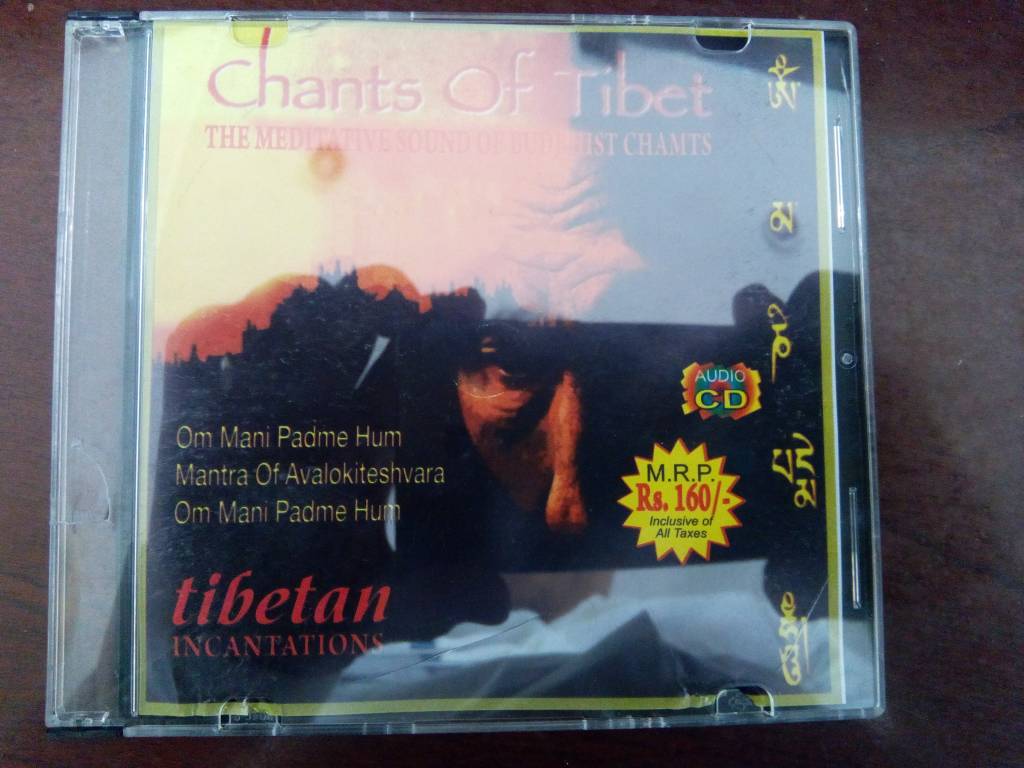 Chants Of Tibet
THE MEDITATIVE SOUND OF BUDDHIST CHAMTS
ཨོཾ
མ
ཎི
པདྨེ
ཧཱུྃ
AUDIO
CD
Om Mani Padme Hum
Mantra Of Avalokiteshvara
Om Mani Padme Hum
M.R.P.
Rs. 160/-
Inclusive of
All Taxes
tibetan
INCANTATIONS